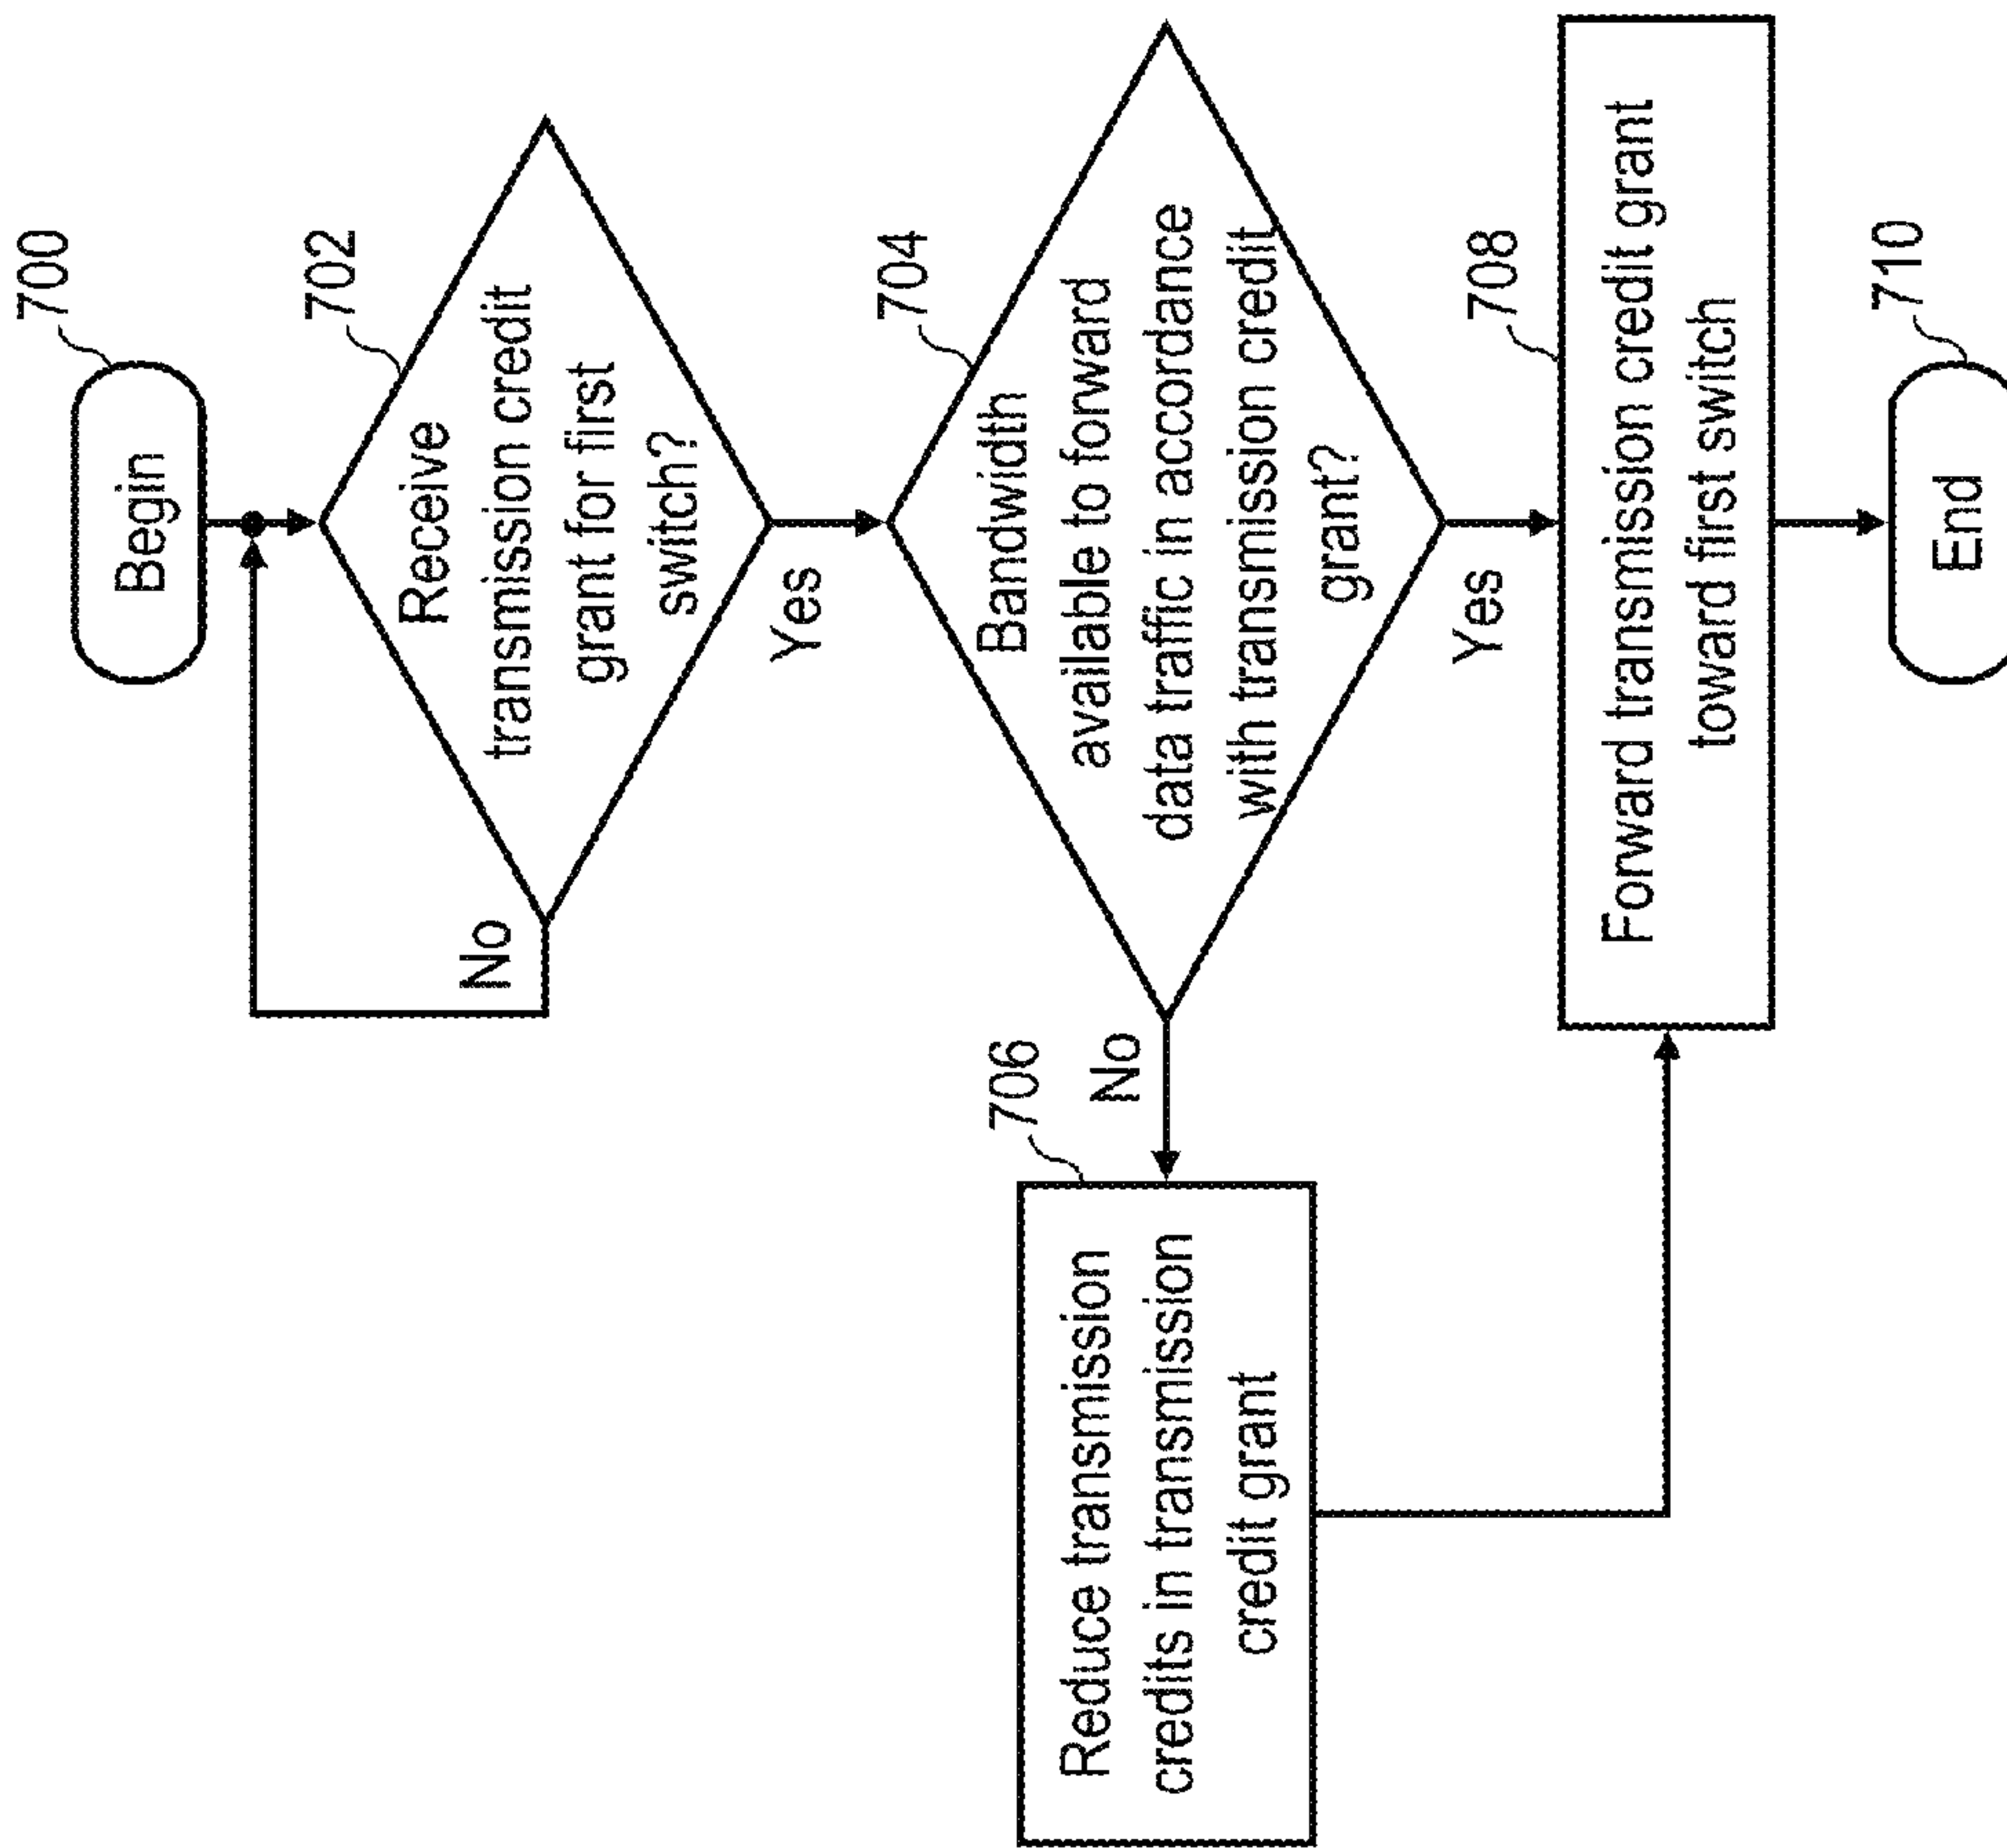 700
Begin
702
Receive
transmission credit
grant for first
switch?
No
Yes
704
Bandwidth
available to forward
data traffic in accordance
with transmission credit
grant?
No
706
Reduce transmission
credits in transmission
credit grant
Yes
708
Forward transmission credit grant
toward first switch
710
End